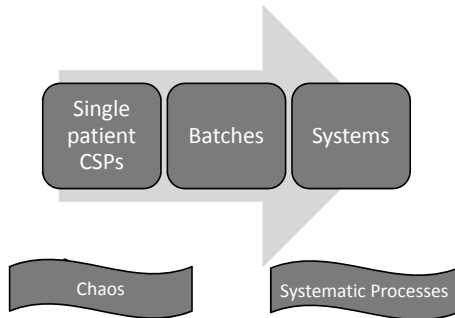 Single
patient
CSPs
Batches
Systems
Chaos
Systematic Processes